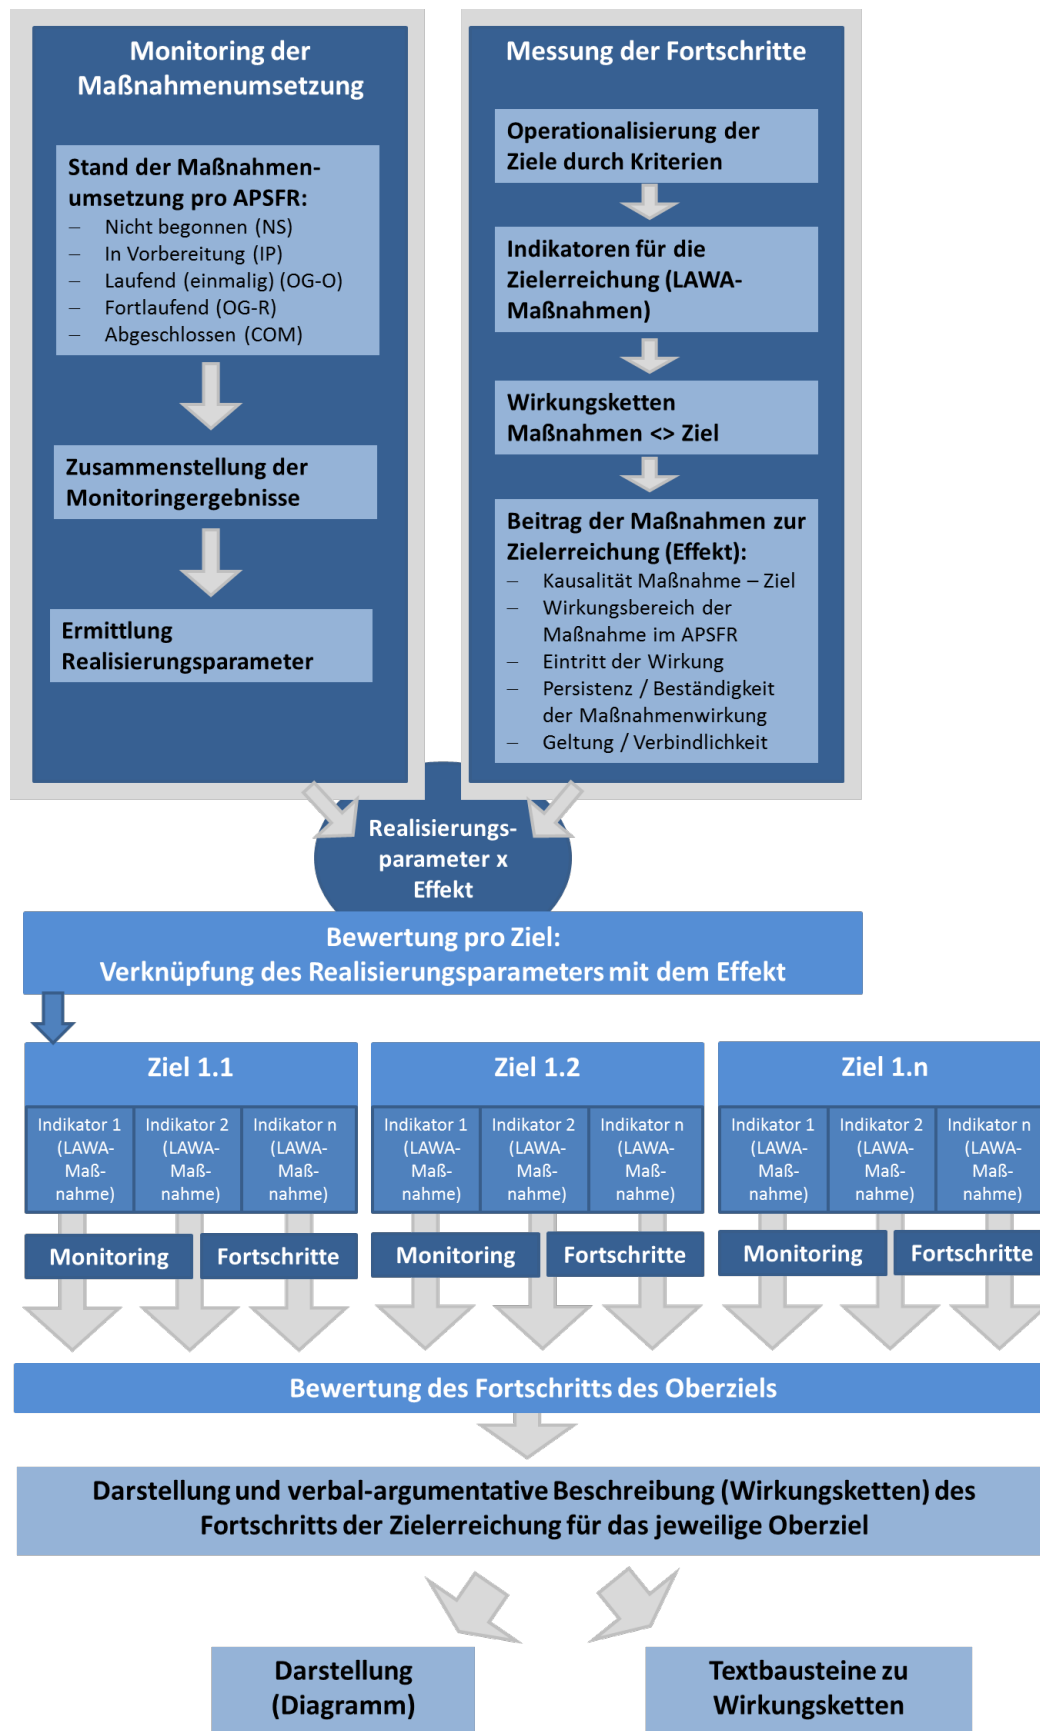 Monitoring der
Maßnahmenumsetzung
Stand der Maßnahmen-
umsetzung pro APSFR:
– Nicht begonnen (NS)
– In Vorbereitung (IP)
– Laufend (einmalig) (OG-O)
– Fortlaufend (OG-R)
– Abgeschlossen (COM)
Zusammenstellung der
Monitoringergebnisse
Ermittlung
Realisierungsparameter
Messung der Fortschritte
Operationalisierung der
Ziele durch Kriterien
Indikatoren für die
Zielerreichung (LAWA-
Maßnahmen)
Wirkungsketten
Maßnahmen <> Ziel
Beitrag der Maßnahmen zur
Zielerreichung (Effekt):
– Kausalität Maßnahme – Ziel
– Wirkungsbereich der
Maßnahme im APSFR
– Eintritt der Wirkung
– Persistenz / Beständigkeit
der Maßnahmenwirkung
– Geltung / Verbindlichkeit
Realisierungs-
parameter x
Effekt
Bewertung pro Ziel:
Verknüpfung des Realisierungsparameters mit dem Effekt
Ziel 1.1
Indikator 1
(LAWA-
Maß-
nahme)
Indikator 2
(LAWA-
Maß-
nahme)
Indikator n
(LAWA-
Maß-
nahme)
Monitoring
Fortschritte
Ziel 1.2
Indikator 1
(LAWA-
Maß-
nahme)
Indikator 2
(LAWA-
Maß-
nahme)
Indikator n
(LAWA-
Maß-
nahme)
Monitoring
Fortschritte
Ziel 1.n
Indikator 1
(LAWA-
Maß-
nahme)
Indikator 2
(LAWA-
Maß-
nahme)
Indikator n
(LAWA-
Maß-
nahme)
Monitoring
Fortschritte
Bewertung des Fortschritts des Oberziels
Darstellung und verbal-argumentative Beschreibung (Wirkungsketten) des
Fortschritts der Zielerreichung für das jeweilige Oberziel
Darstellung
(Diagramm)
Textbausteine zu
Wirkungsketten